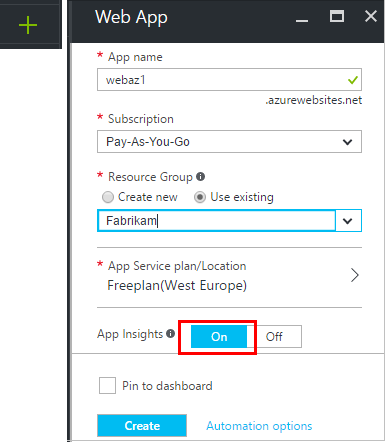 Web App
* App name
webaz1
.azurewebsites.net
* Subscription
Pay-As-You-Go
* Resource Group
Create new Use existing
Fabrikam
* App Service plan/Location
Freeplan(West Europe)
App Insights On Off
Pin to dashboard
Create Automation options